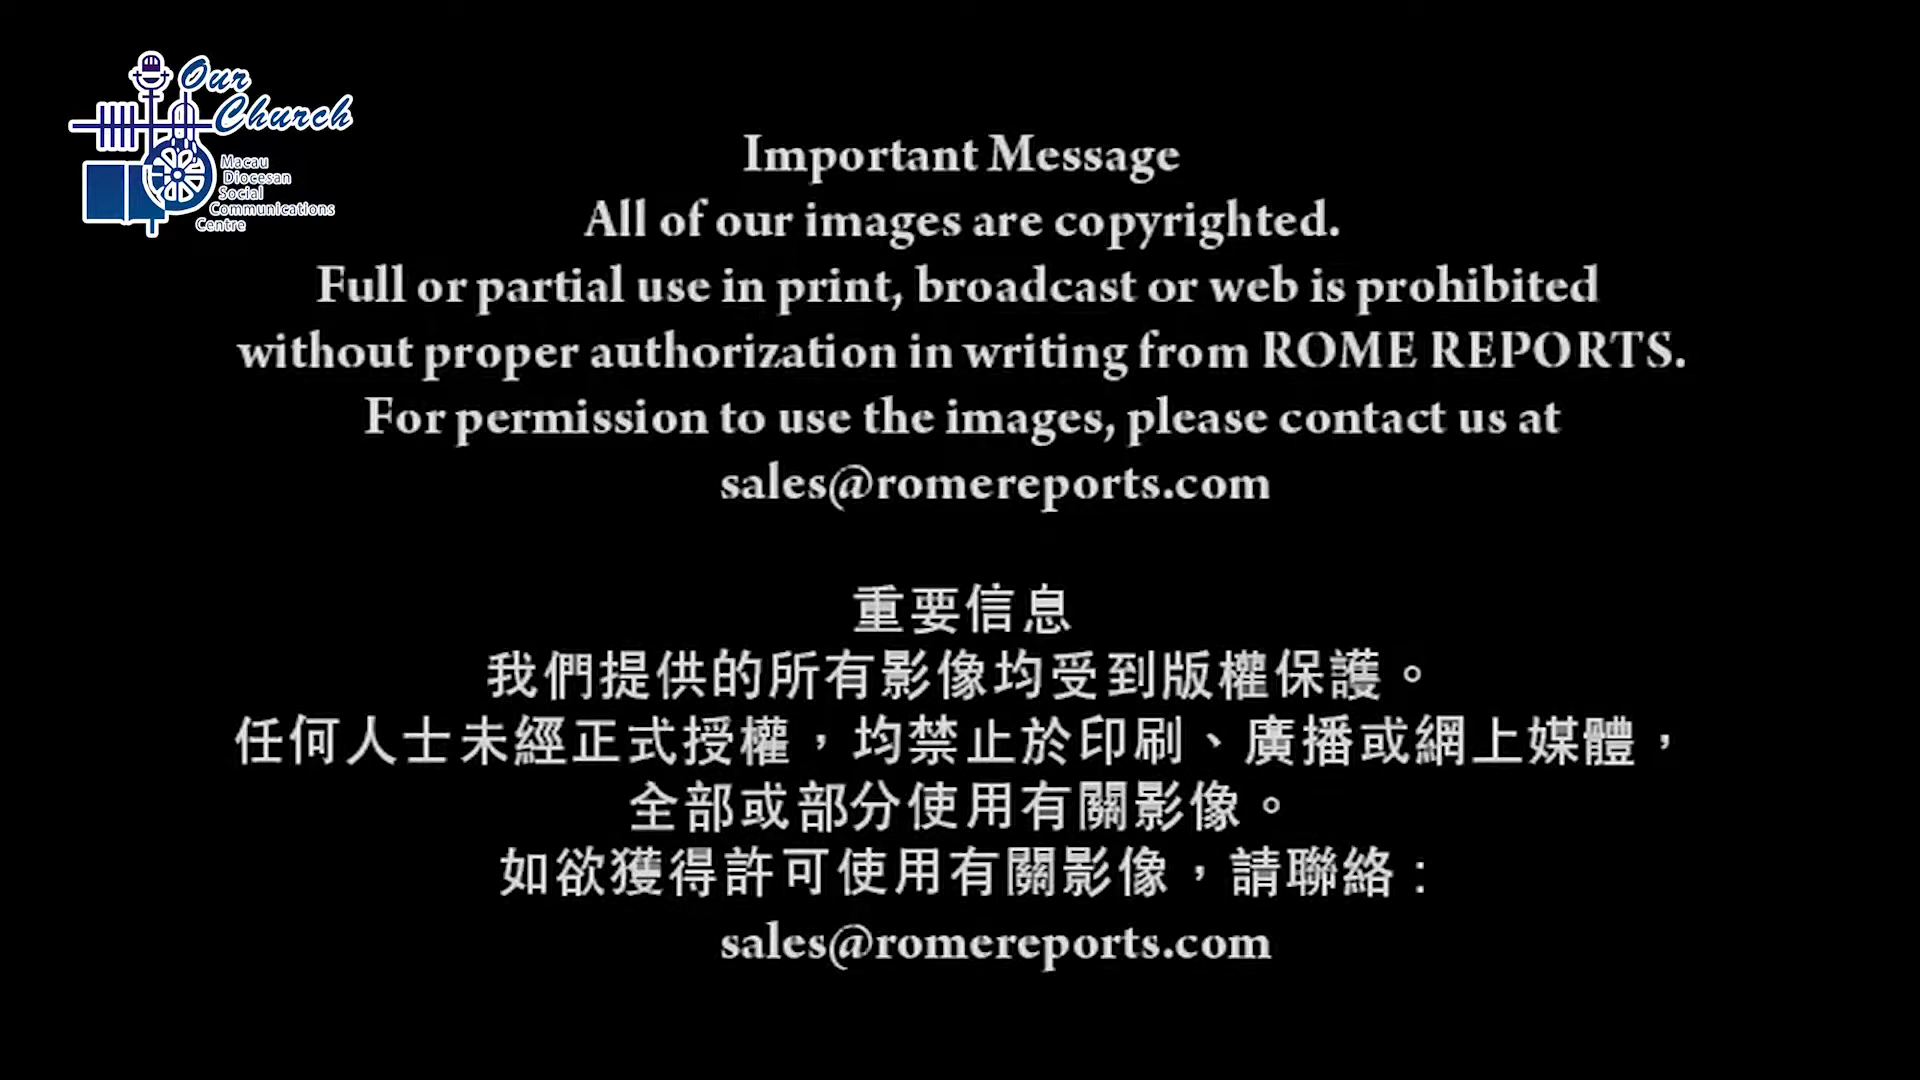 Our
Church
Macau
Diocesan
Social
Communications
Centre
Important Message
All of our images are copyrighted.
Full or partial use in print, broadcast or web is prohibited
without proper authorization in writing from ROME REPORTS.
For permission to use the images, please contact us at
sales@romereports.com
重要信息
我們提供的所有影像均受到版權保護。
任何人士未經正式授權，均禁止於印刷、廣播或網上媒體，
全部或部分使用有關影像。
如欲獲得許可使用有關影像，請聯絡：
sales@romereports.com